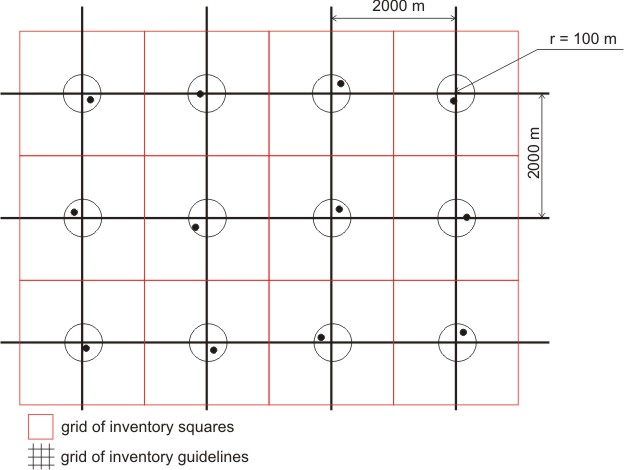 2000 m
r = 100 m
2000 m
grid of inventory squares
grid of inventory guidelines